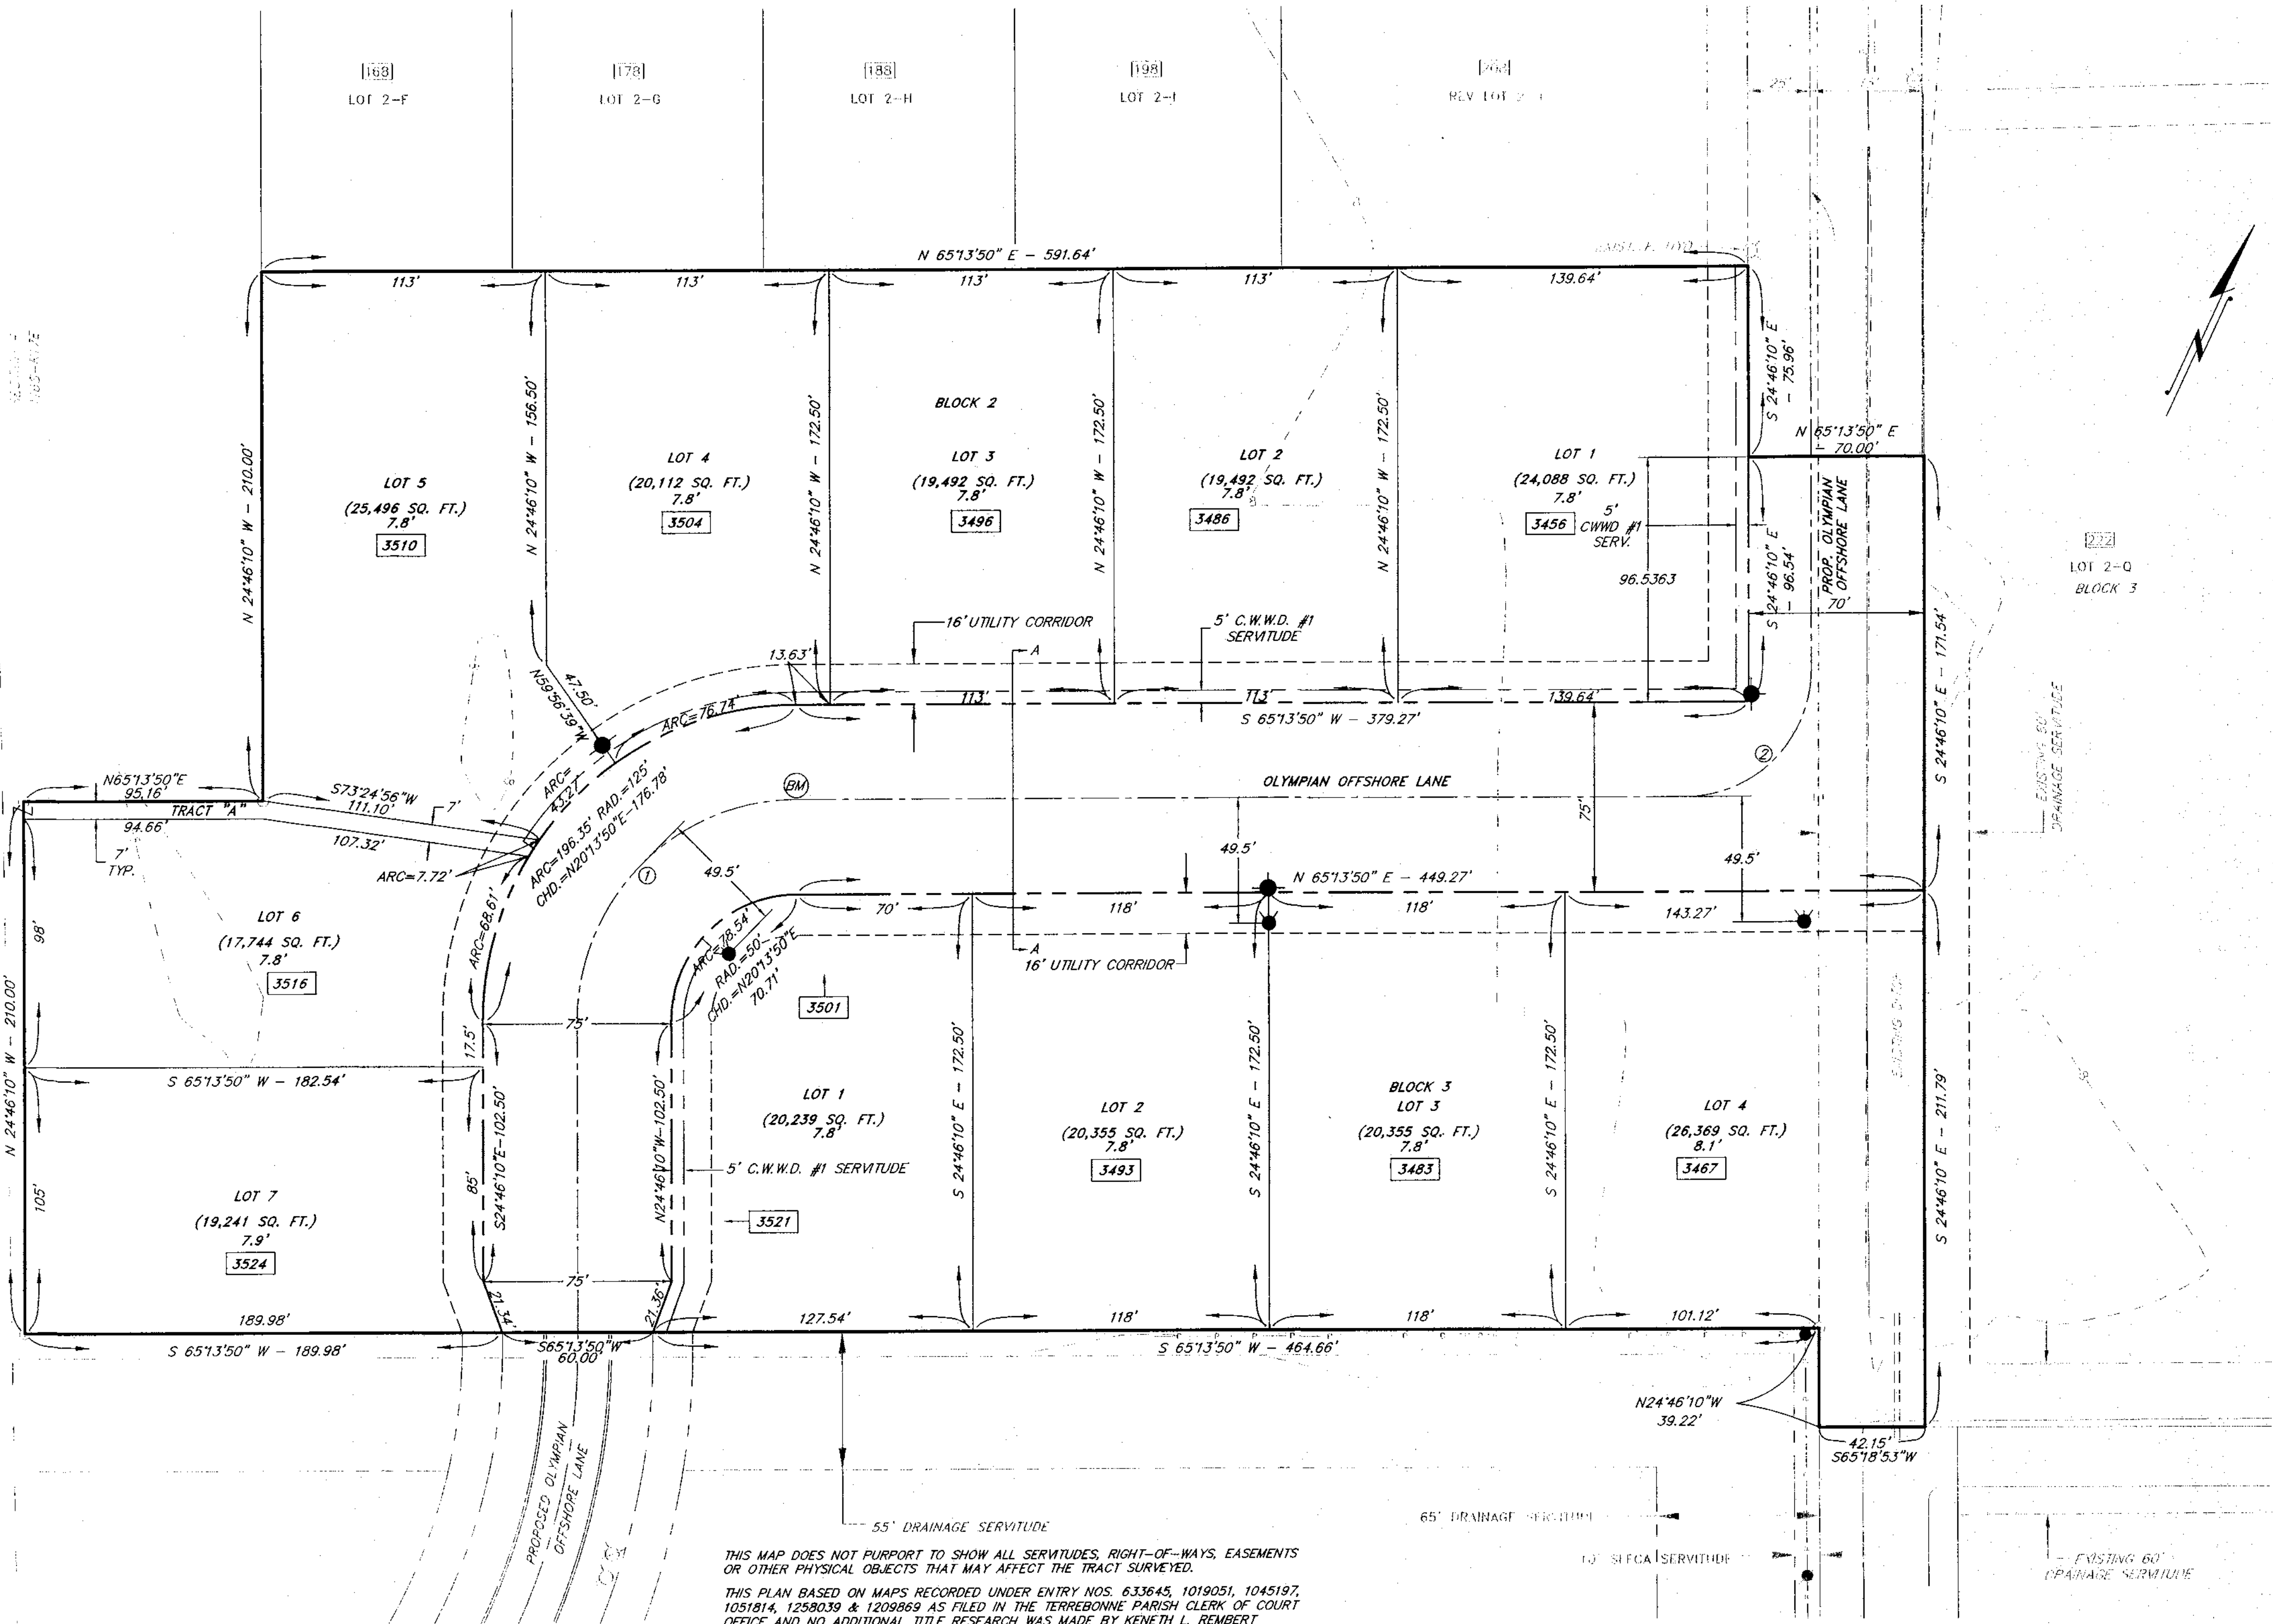 168
LOT 2-F
178
LOT 2-G
188
LOT 2-H
198
LOT 2-I
REV LOT 2-
25'
N 65°13'50" E - 591.64'
113'
113'
113'
113'
139.64'
N 24°46'10" W - 210.00'
N 24°46'10" W - 156.50'
N 24°46'10" W - 172.50'
N 24°46'10" W - 172.50'
N 24°46'10" W - 172.50'
S 24°46'10" E
- 75.96'
N 65°13'50" E
- 70.00'
BLOCK 2
LOT 5
(25,496 SQ. FT.)
7.8'
3510
LOT 4
(20,112 SQ. FT.)
7.8'
3504
LOT 3
(19,492 SQ. FT.)
7.8'
3496
LOT 2
(19,492 SQ. FT.)
7.8'
3486
LOT 1
(24,088 SQ. FT.)
7.8'
3456
5'
CWWD #1
SERV.
96.5363
S 24°46'10" E
- 96.54'
PROP. OLYMPIAN
OFFSHORE LANE
70'
222
LOT 2-Q
BLOCK 3
S 24°46'10" E - 171.54'
EXISTING 60'
DRAINAGE SERVITUDE
16' UTILITY CORRIDOR
A
5' C.W.W.D. #1
SERVITUDE
13.63'
47.50'
N59°56'39"W
ARC=76.74'
113'
113'
139.64'
S 65°13'50" W - 379.27'
ARC=
43.27'
ARC=196.35' RAD.=125'
CHD.=N20°13'50"E-176.78'
BM
OLYMPIAN OFFSHORE LANE
2
75'
N65°13'50"E
95.16'
TRACT "A"
94.66'
7'
TYP.
S73°24'56"W
111.10'
7'
107.32'
ARC=7.72'
1
49.5'
49.5'
49.5'
N 65°13'50" E - 449.27'
70'
118'
118'
143.27'
ARC=68.61'
ARC=78.54'
RAD.=50'
CHD.=N20°13'50"E
70.71'
A
16' UTILITY CORRIDOR
98'
LOT 6
(17,744 SQ. FT.)
7.8'
3516
3501
N 24°46'10" W - 210.00'
17.5'
75'
S 65°13'50" W - 182.54'
S24°46'10"E-102.50'
N24°46'10"W-102.50'
S 24°46'10" E - 172.50'
S 24°46'10" E - 172.50'
S 24°46'10" E - 172.50'
EXISTING DITCH
S 24°46'10" E - 211.79'
LOT 1
(20,239 SQ. FT.)
7.8'
LOT 2
(20,355 SQ. FT.)
7.8'
3493
BLOCK 3
LOT 3
(20,355 SQ. FT.)
7.8'
3483
LOT 4
(26,369 SQ. FT.)
8.1'
3467
5' C.W.W.D. #1 SERVITUDE
3521
105'
85'
LOT 7
(19,241 SQ. FT.)
7.9'
3524
75'
21.34'
21.36'
189.98'
127.54'
118'
118'
101.12'
S 65°13'50" W - 189.98'
S65°13'50"W
60.00'
S 65°13'50" W - 464.66'
N24°46'10"W
39.22'
42.15'
S65°18'53"W
PROPOSED OLYMPIAN
OFFSHORE LANE
55' DRAINAGE SERVITUDE
65' DRAINAGE SERVITUDE
10' SLECA SERVITUDE
EXISTING 60'
DRAINAGE SERVITUDE
THIS MAP DOES NOT PURPORT TO SHOW ALL SERVITUDES, RIGHT-OF-WAYS, EASEMENTS
OR OTHER PHYSICAL OBJECTS THAT MAY AFFECT THE TRACT SURVEYED.
THIS PLAN BASED ON MAPS RECORDED UNDER ENTRY NOS. 633645, 1019051, 1045197,
1051814, 1258039 & 1209869 AS FILED IN THE TERREBONNE PARISH CLERK OF COURT
OFFICE AND NO ADDITIONAL TITLE RESEARCH WAS MADE BY KENETH L. REMBERT